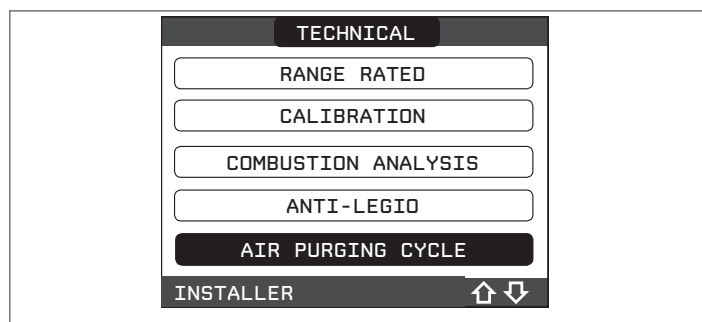 TECHNICAL
RANGE RATED
CALIBRATION
COMBUSTION ANALYSIS
ANTI-LEGIO
AIR PURGING CYCLE
INSTALLER